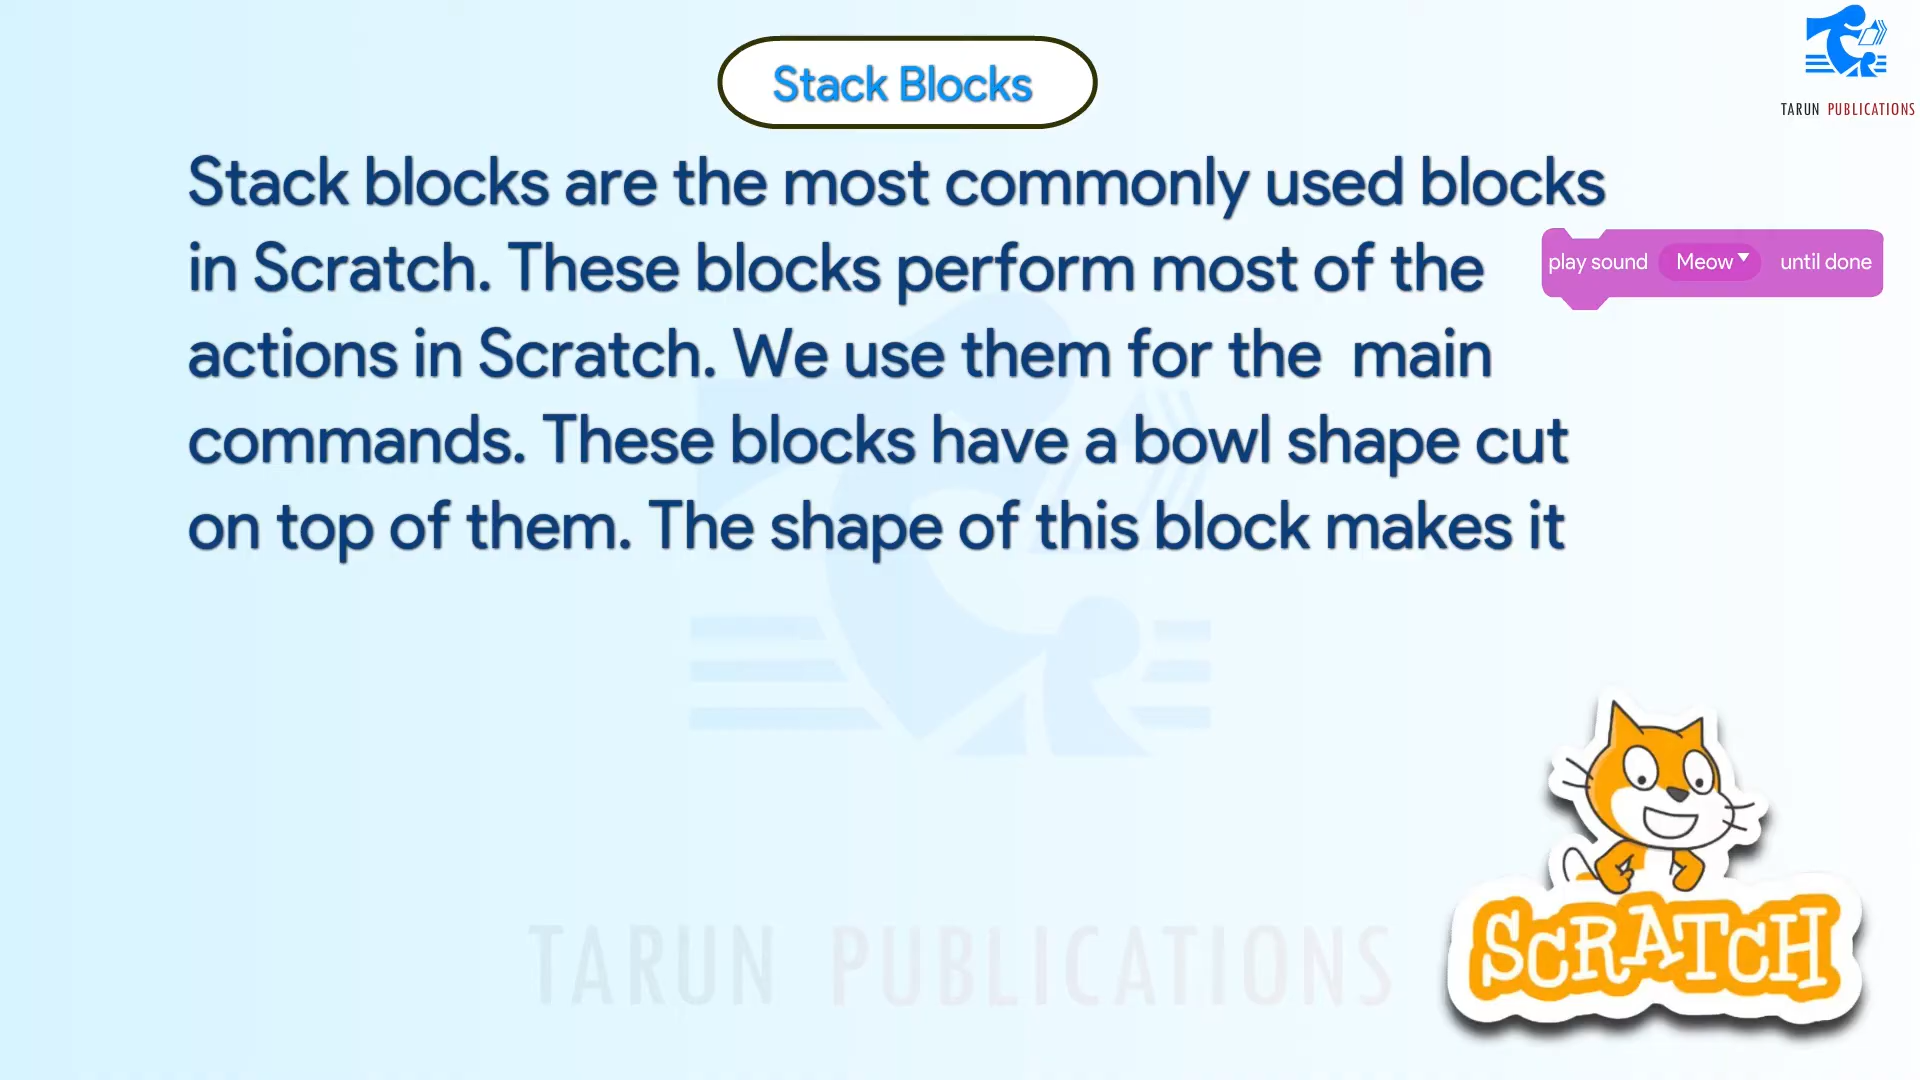 Stack Blocks
TARUN PUBLICATIONS
Stack blocks are the most commonly used blocks
in Scratch. These blocks perform most of the
play sound Meow until done
actions in Scratch. We use them for the main
commands. These blocks have a bowl shape cut
on top of them. The shape of this block makes it
SCRATCH
TARUN PUBLICATIONS